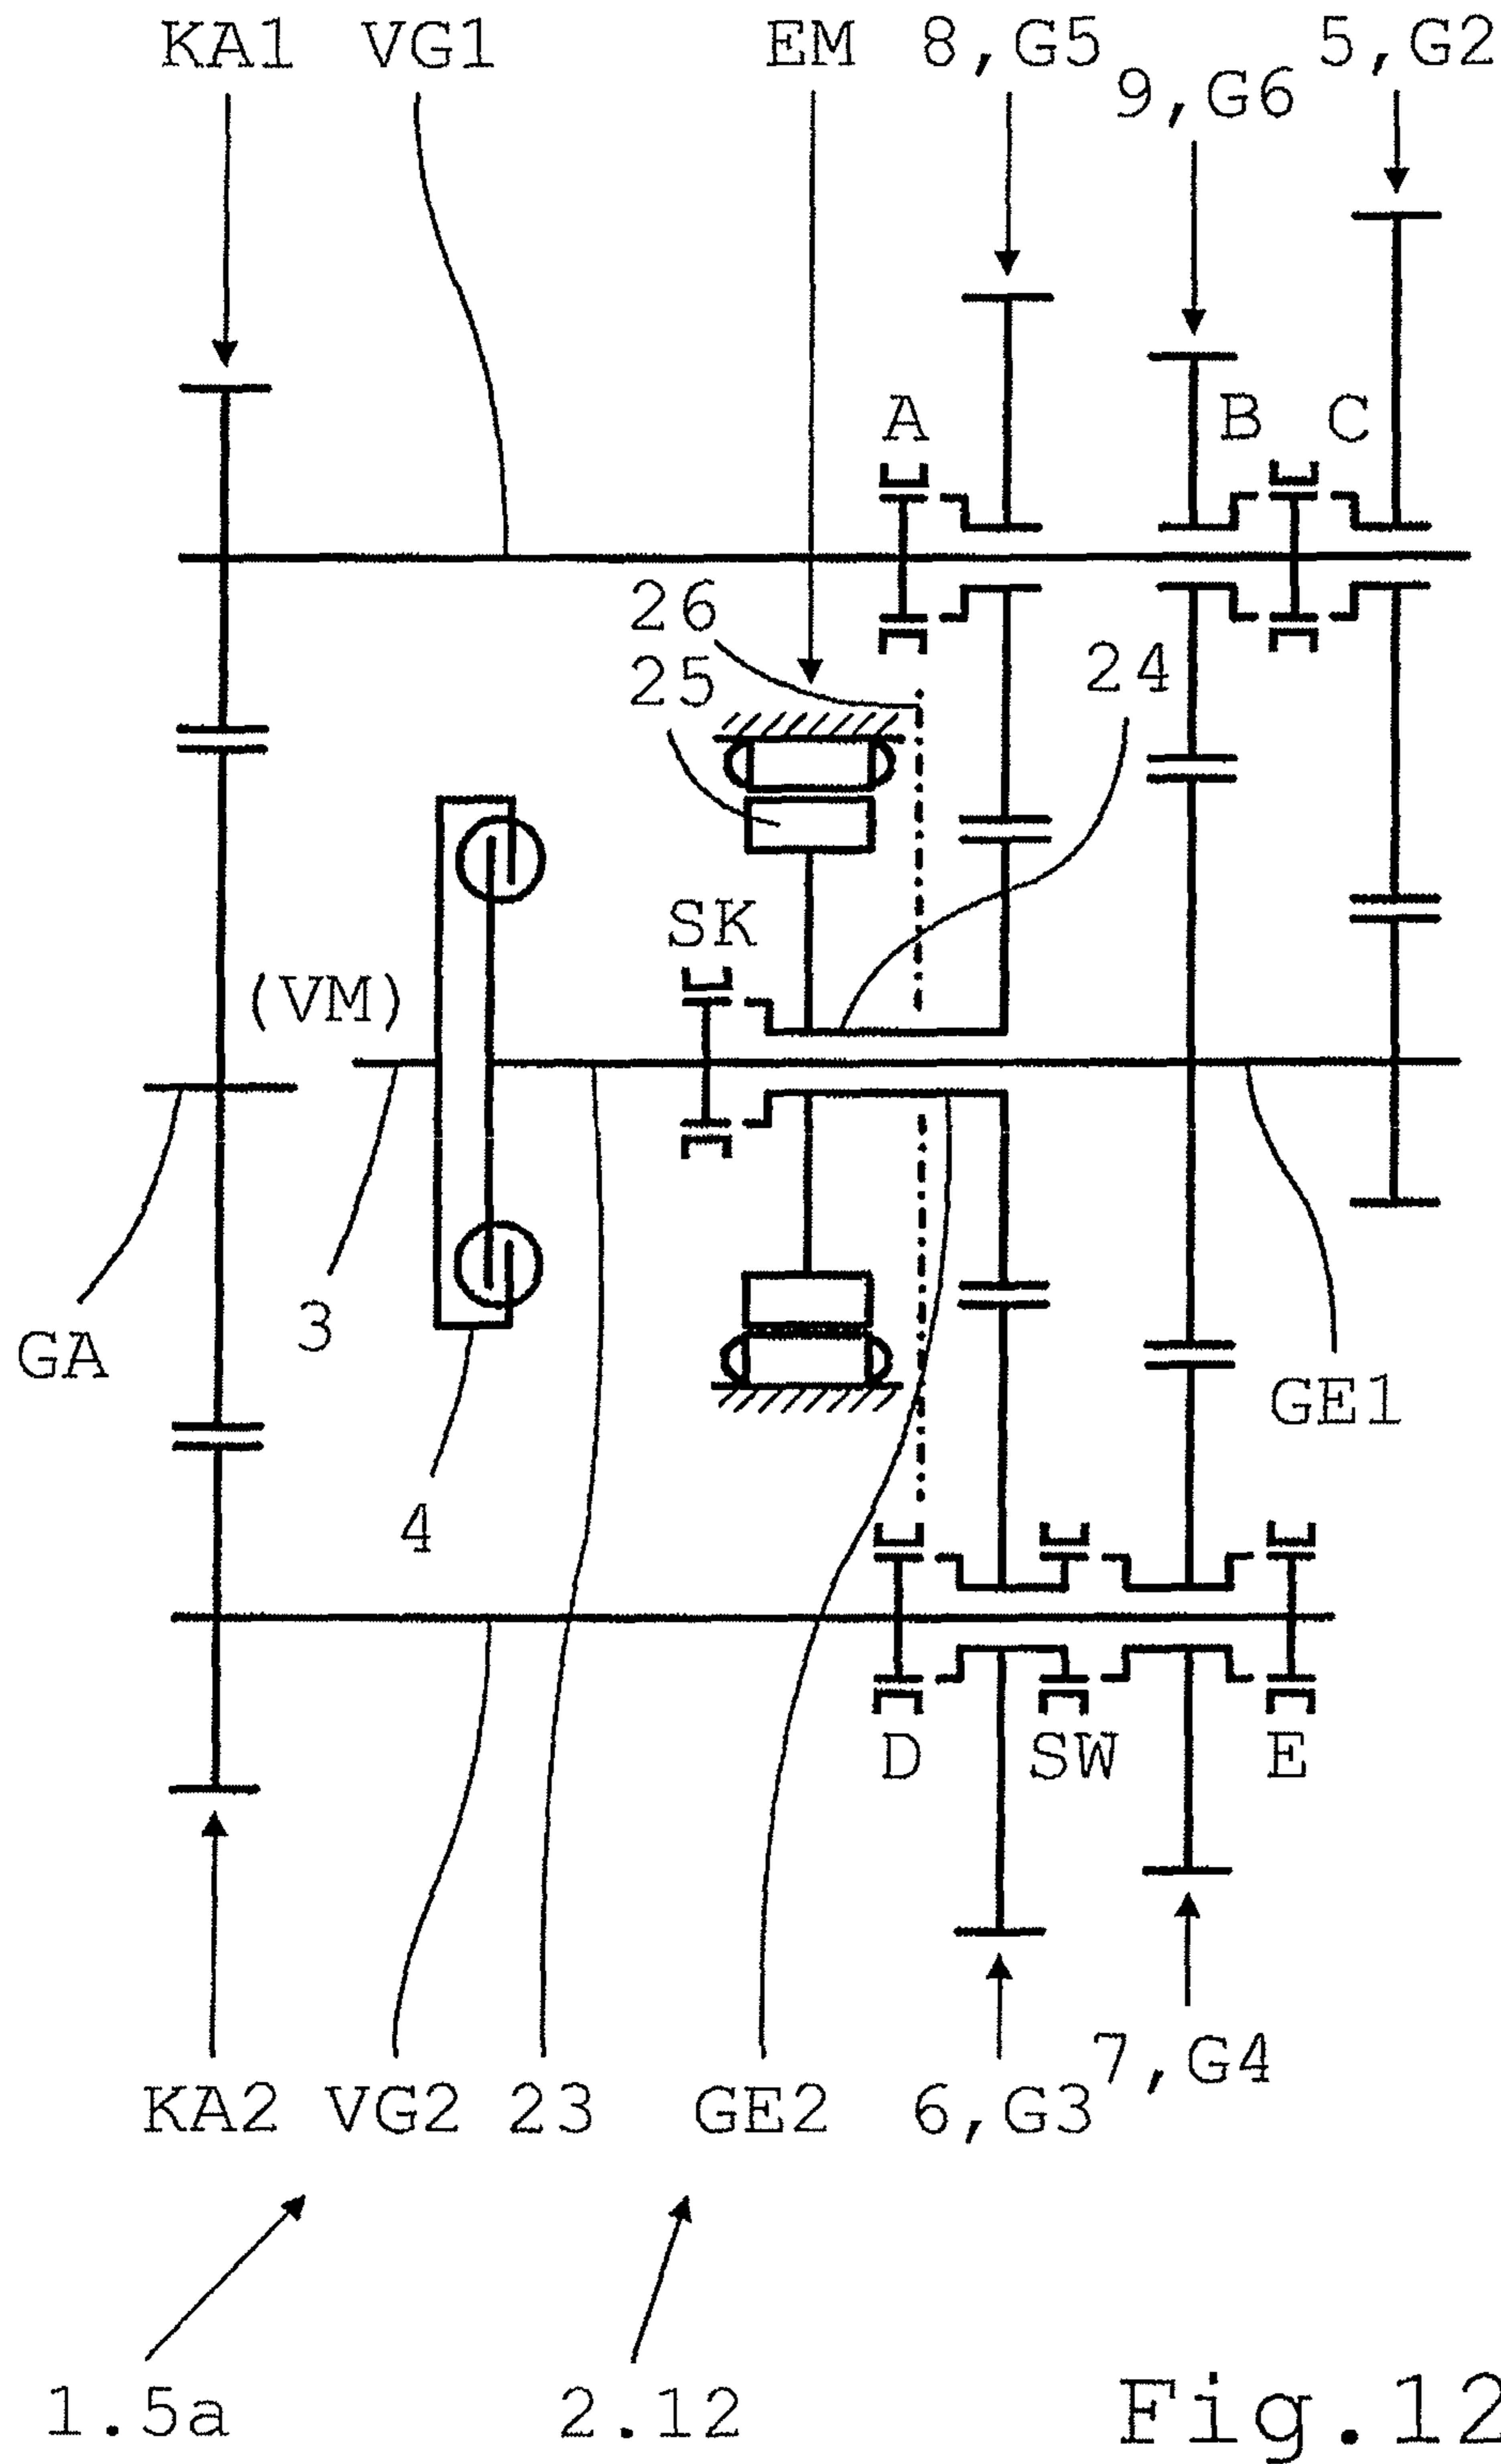 KA1 VG1 EM 8,G5 5,G2
9,G6
A B C
26
25 24
SK
(VM)
3
GA
GE1
4
D SW E
7,G4
KA2 VG2 23 GE2 6,G3
1.5a 2.12 Fig.12